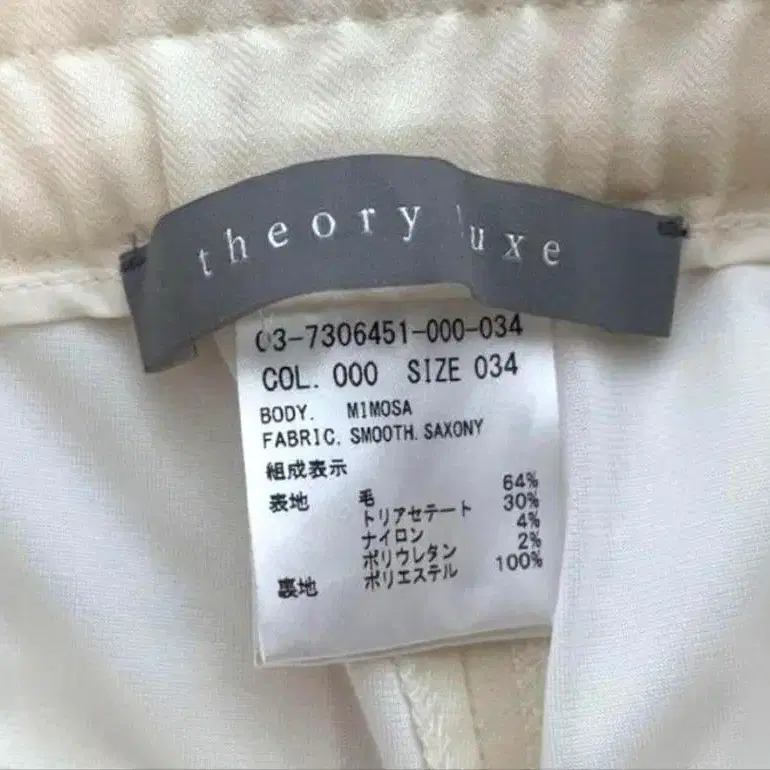 theory luxe
03-7306451-000-034
COL. 000 SIZE 034
BODY. MIMOSA
FABRIC. SMOOTH. SAXONY
組成表示
表地 毛 64%
トリアセテート 30%
ナイロン 4%
ポリウレタン 2%
裏地 ポリエステル 100%